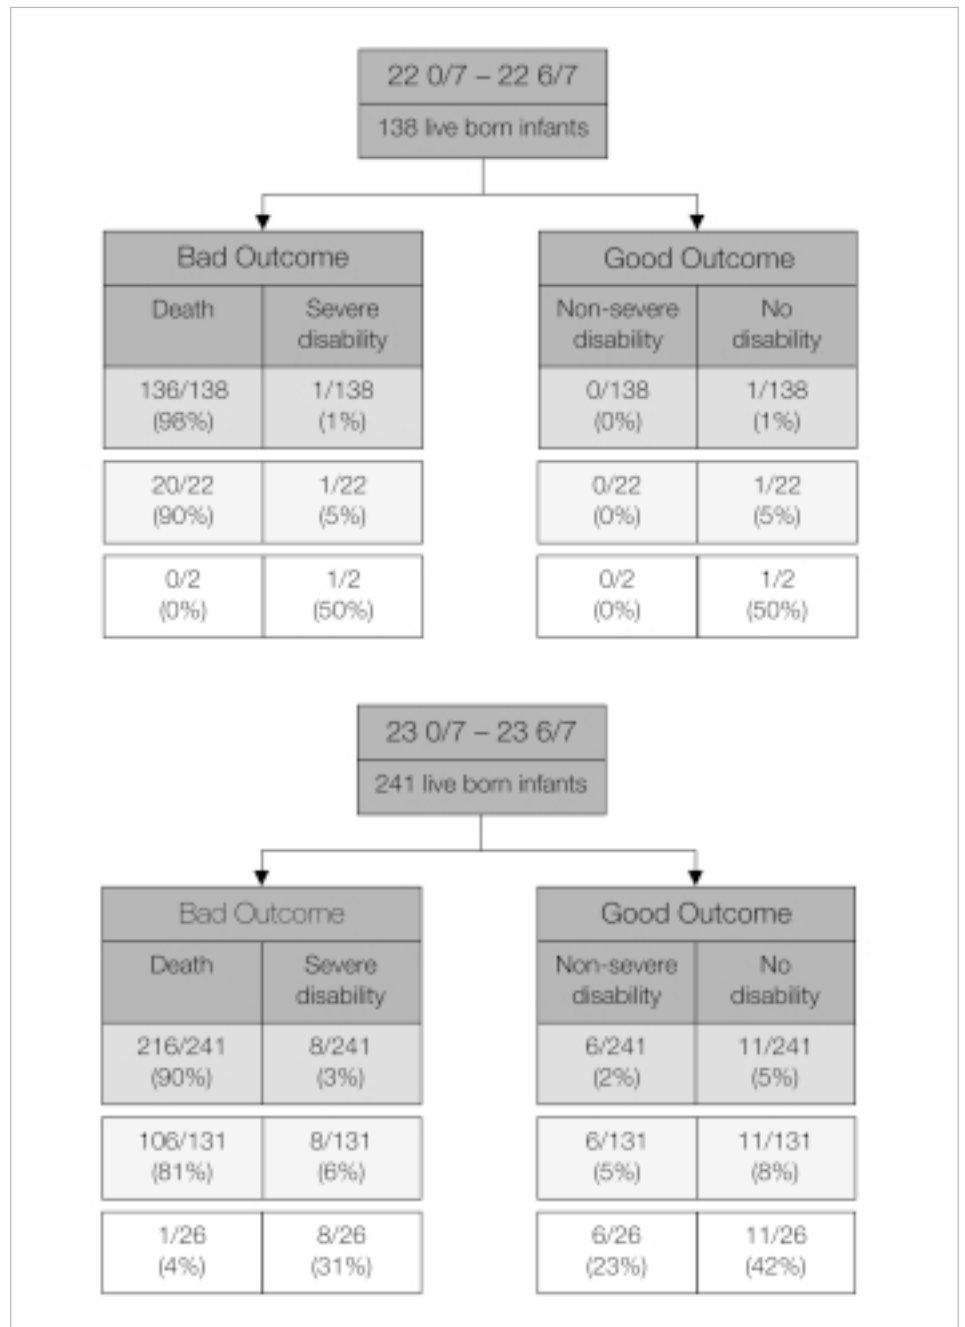 22 0/7 – 22 6/7
138 live born infants
Bad Outcome
Good Outcome
Death
Severe
disability
Non-severe
disability
No
disability
136/138
(98%)
1/138
(1%)
0/138
(0%)
1/138
(1%)
20/22
(90%)
1/22
(5%)
0/22
(0%)
1/22
(5%)
0/2
(0%)
1/2
(50%)
0/2
(0%)
1/2
(50%)
23 0/7 – 23 6/7
241 live born infants
Bad Outcome
Good Outcome
Death
Severe
disability
Non-severe
disability
No
disability
216/241
(90%)
8/241
(3%)
6/241
(2%)
11/241
(5%)
106/131
(81%)
8/131
(6%)
6/131
(5%)
11/131
(8%)
1/26
(4%)
8/26
(31%)
6/26
(23%)
11/26
(42%)